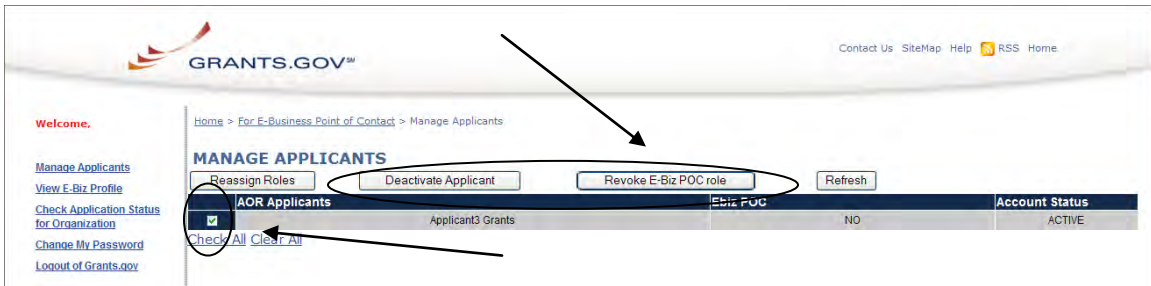 Contact Us SiteMap Help RSS Home
GRANTS.GOV℠
Welcome,
Home > For E-Business Point of Contact > Manage Applicants
Manage Applicants
View E-Biz Profile
Check Application Status
for Organization
Change My Password
Logout of Grants.gov
MANAGE APPLICANTS
Reassign Roles Deactivate Applicant Revoke E-Biz POC role Refresh
AOR Applicants Ebiz POC Account Status
Applicant3 Grants NO ACTIVE
Check All Clear All